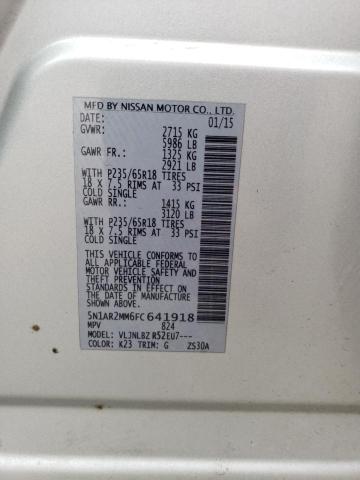 MFD BY NISSAN MOTOR CO., LTD.
DATE: 01/15
GVWR: 2715 KG
5986 LB
GAWR FR.: 1325 KG
2921 LB
WITH P235/65R18 TIRES
18 X 7.5 RIMS AT 33 PSI
COLD SINGLE
GAWR RR.: 1415 KG
3120 LB
WITH P235/65R18 TIRES
18 X 7.5 RIMS AT 33 PSI
COLD SINGLE
THIS VEHICLE CONFORMS TO
ALL APPLICABLE FEDERAL
MOTOR VEHICLE SAFETY AND
THEFT PREVENTION
STANDARDS IN EFFECT ON
THE DATE OF MANUFACTURE
SHOWN ABOVE.
5N1AR2MM6FC641918
MPV 824
MODEL: VLJNLBZ R52EU7---
COLOR: K23 TRIM: G ZS30A